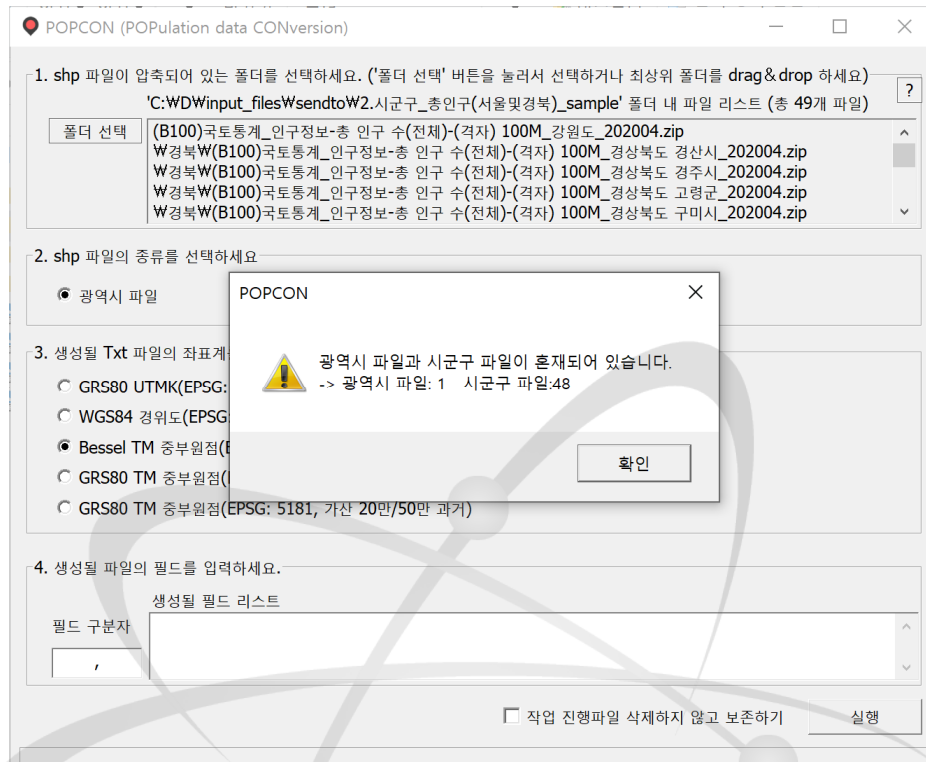 POPCON (POPulation data CONversion)
1. shp 파일이 압축되어 있는 폴더를 선택하세요. ('폴더 선택' 버튼을 눌러서 선택하거나 최상위 폴더를 drag&drop 하세요)
?
'C:₩D₩input_files₩sendto₩2.시군구_총인구(서울및경북)_sample' 폴더 내 파일 리스트 (총 49개 파일)
폴더 선택
(B100)국토통계_인구정보-총 인구 수(전체)-(격자) 100M_강원도_202004.zip
₩경북₩(B100)국토통계_인구정보-총 인구 수(전체)-(격자) 100M_경상북도 경산시_202004.zip
₩경북₩(B100)국토통계_인구정보-총 인구 수(전체)-(격자) 100M_경상북도 경주시_202004.zip
₩경북₩(B100)국토통계_인구정보-총 인구 수(전체)-(격자) 100M_경상북도 고령군_202004.zip
₩경북₩(B100)국토통계_인구정보-총 인구 수(전체)-(격자) 100M_경상북도 구미시_202004.zip
2. shp 파일의 종류를 선택하세요
광역시 파일
POPCON
광역시 파일과 시군구 파일이 혼재되어 있습니다.
-> 광역시 파일: 1 시군구 파일:48
확인
3. 생성될 Txt 파일의 좌표계
GRS80 UTMK(EPSG:
WGS84 경위도(EPSG
Bessel TM 중부원점(
GRS80 TM 중부원점(
GRS80 TM 중부원점(EPSG: 5181, 가산 20만/50만 과거)
4. 생성될 파일의 필드를 입력하세요.
생성될 필드 리스트
필드 구분자
,
작업 진행파일 삭제하지 않고 보존하기
실행